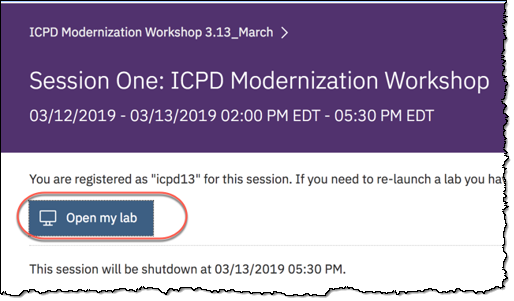 ICPD Modernization Workshop 3.13_March
Session One: ICPD Modernization Workshop
03/12/2019 - 03/13/2019 02:00 PM EDT - 05:30 PM EDT
You are registered as "icpd13" for this session. If you need to re-launch a lab you ha
Open my lab
This session will be shutdown at 03/13/2019 05:30 PM.